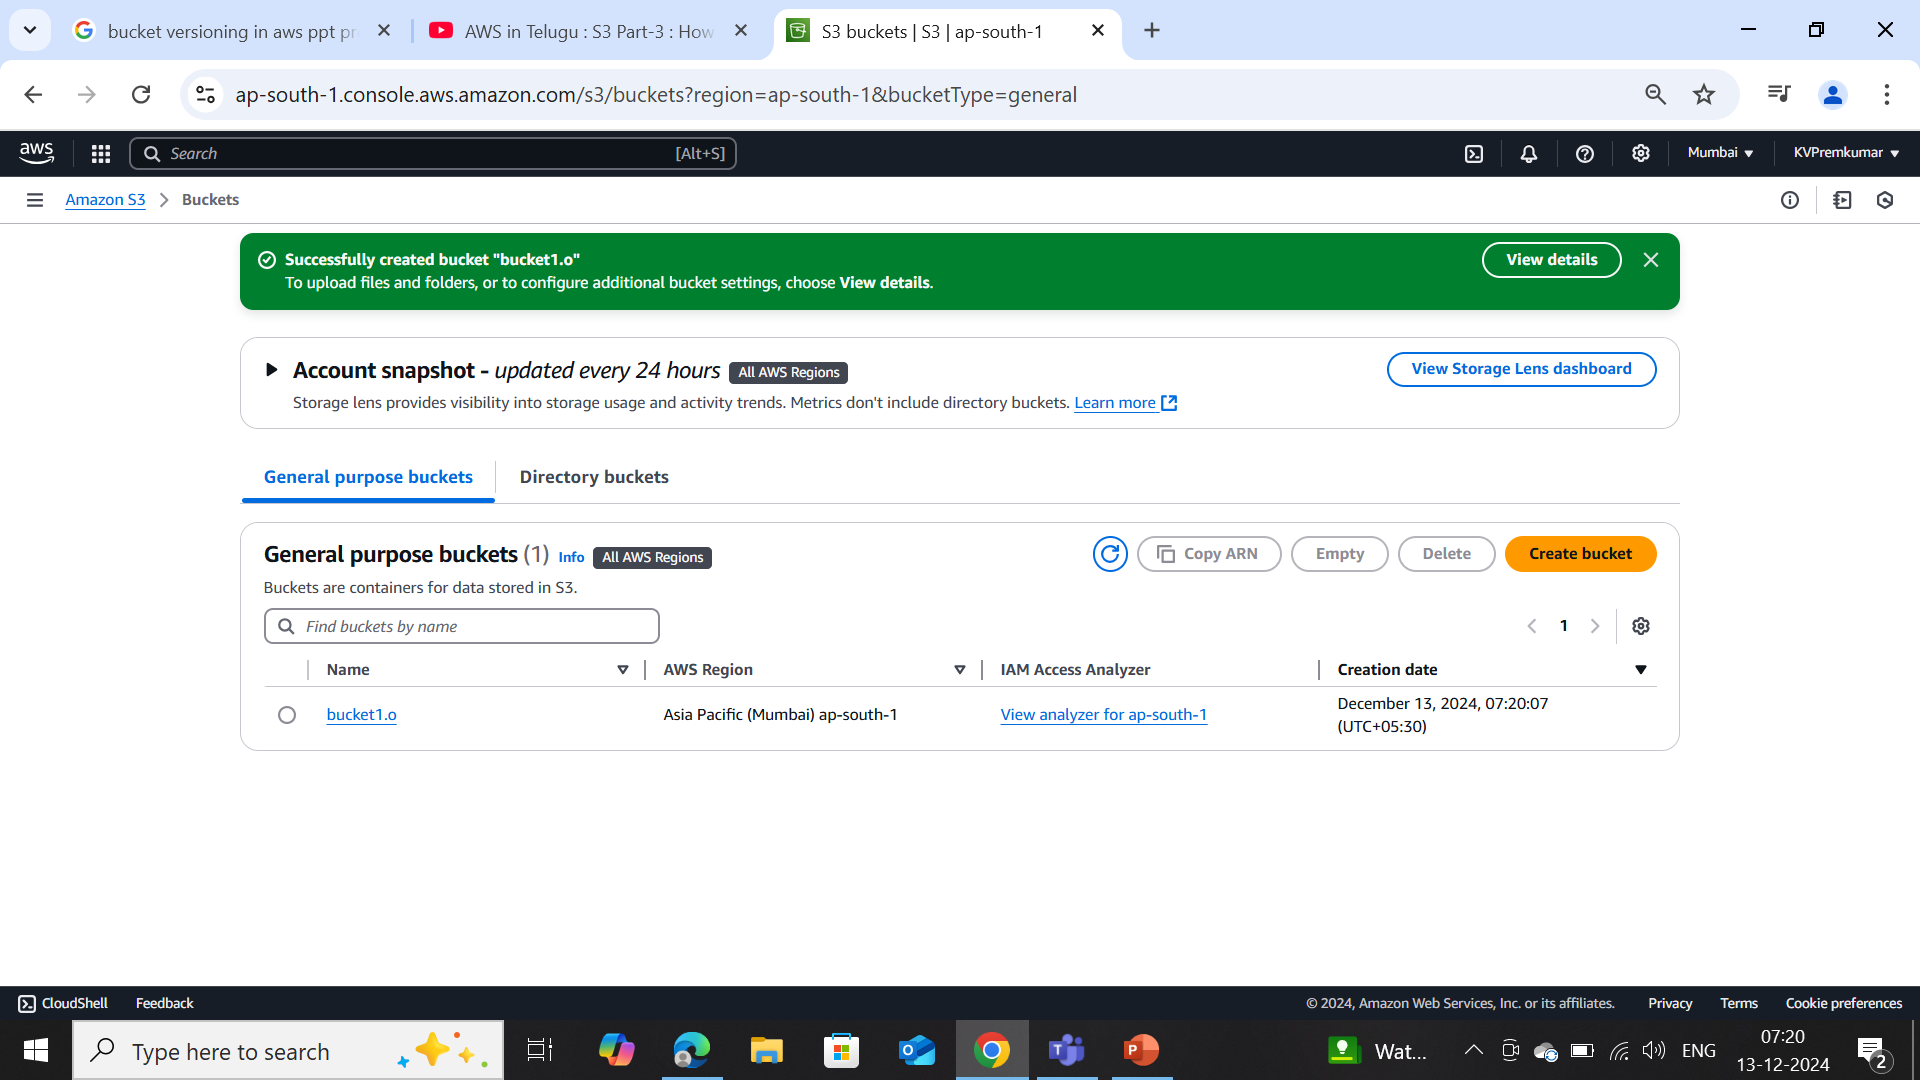 bucket versioning in aws ppt pr
AWS in Telugu : S3 Part-3 : How
S3 buckets | S3 | ap-south-1
ap-south-1.console.aws.amazon.com/s3/buckets?region=ap-south-1&bucketType=general
aws
Search
[Alt+S]
Mumbai
KVPremkumar
Amazon S3
Buckets
Successfully created bucket "bucket1.o"
To upload files and folders, or to configure additional bucket settings, choose View details.
View details
Account snapshot - updated every 24 hours
All AWS Regions
Storage lens provides visibility into storage usage and activity trends. Metrics don't include directory buckets. Learn more
View Storage Lens dashboard
General purpose buckets
Directory buckets
General purpose buckets (1)
Info
All AWS Regions
Copy ARN
Empty
Delete
Create bucket
Buckets are containers for data stored in S3.
Find buckets by name
1
Name
AWS Region
IAM Access Analyzer
Creation date
bucket1.o
Asia Pacific (Mumbai) ap-south-1
View analyzer for ap-south-1
December 13, 2024, 07:20:07
(UTC+05:30)
CloudShell
Feedback
© 2024, Amazon Web Services, Inc. or its affiliates.
Privacy
Terms
Cookie preferences
Type here to search
Wat...
ENG
07:20
13-12-2024
2